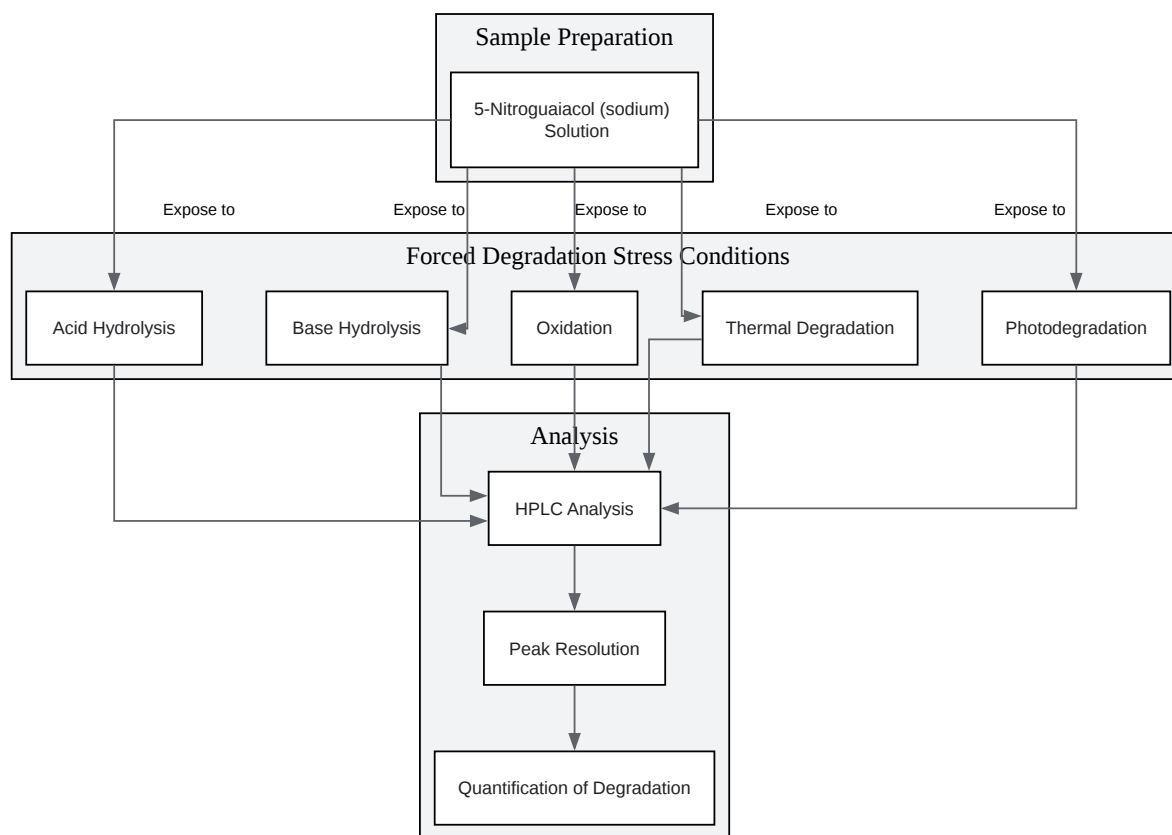 Sample Preparation
5-Nitroguaiacol (sodium)
Solution
Expose to
Expose to
Expose to
Expose to
Expose to
Forced Degradation Stress Conditions
Acid Hydrolysis
Base Hydrolysis
Oxidation
Thermal Degradation
Photodegradation
Analysis
HPLC Analysis
Peak Resolution
Quantification of Degradation